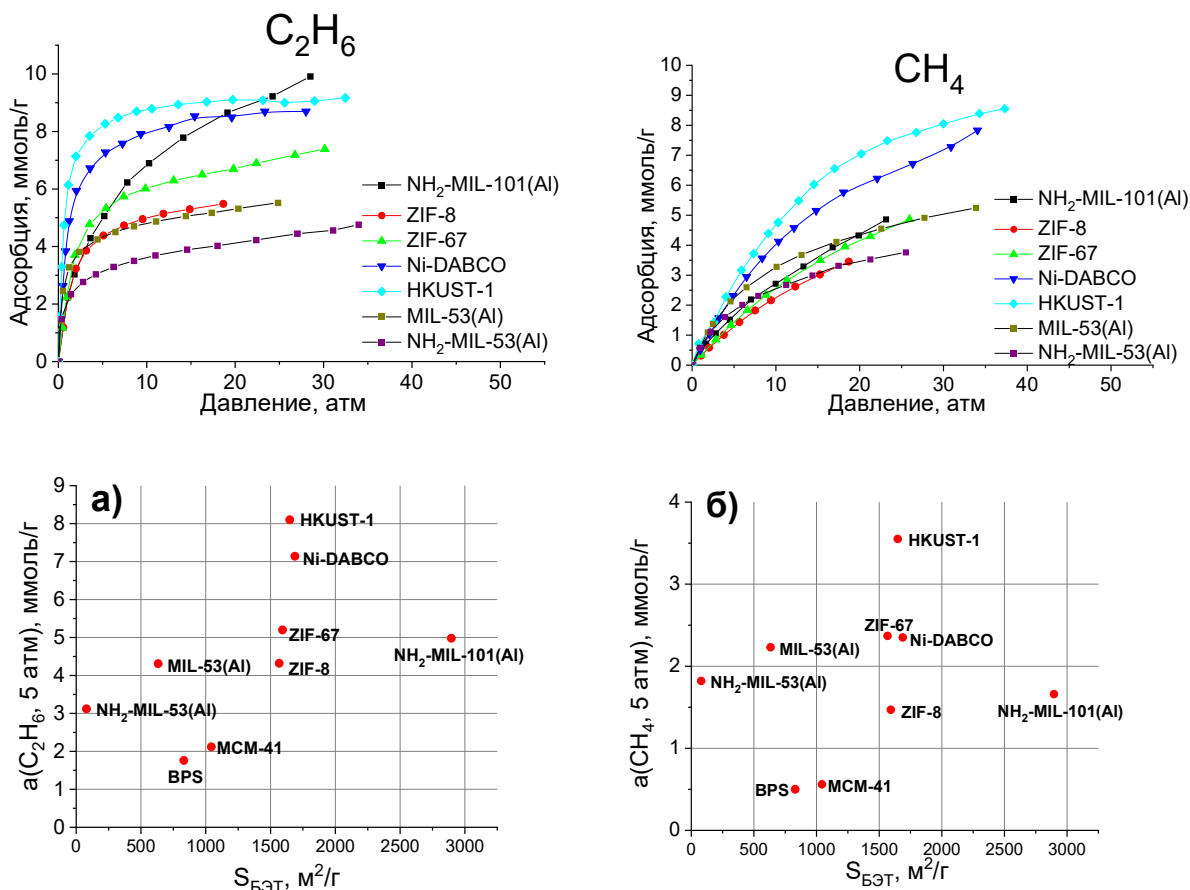 C₂H₆
Адсорбция, ммоль/г
10
8
6
4
2
0
0 10 20 30 40 50
Давление, атм
NH₂-MIL-101(Al)
ZIF-8
ZIF-67
Ni-DABCO
HKUST-1
MIL-53(Al)
NH₂-MIL-53(Al)
CH₄
Адсорбция, ммоль/г
10
9
8
7
6
5
4
3
2
1
0
0 10 20 30 40 50
Давление, атм
NH₂-MIL-101(Al)
ZIF-8
ZIF-67
Ni-DABCO
HKUST-1
MIL-53(Al)
NH₂-MIL-53(Al)
а)
a(C₂H₆, 5 атм), ммоль/г
9
8
7
6
5
4
3
2
1
0
HKUST-1
Ni-DABCO
ZIF-67
NH₂-MIL-101(Al)
MIL-53(Al)
ZIF-8
NH₂-MIL-53(Al)
MCM-41
BPS
0 500 1000 1500 2000 2500 3000
S_БЭТ, м²/г
б)
a(CH₄, 5 атм), ммоль/г
4
3
2
1
0
HKUST-1
ZIF-67
Ni-DABCO
MIL-53(Al)
NH₂-MIL-53(Al)
ZIF-8
NH₂-MIL-101(Al)
BPS
MCM-41
0 500 1000 1500 2000 2500 3000
S_БЭТ, м²/г